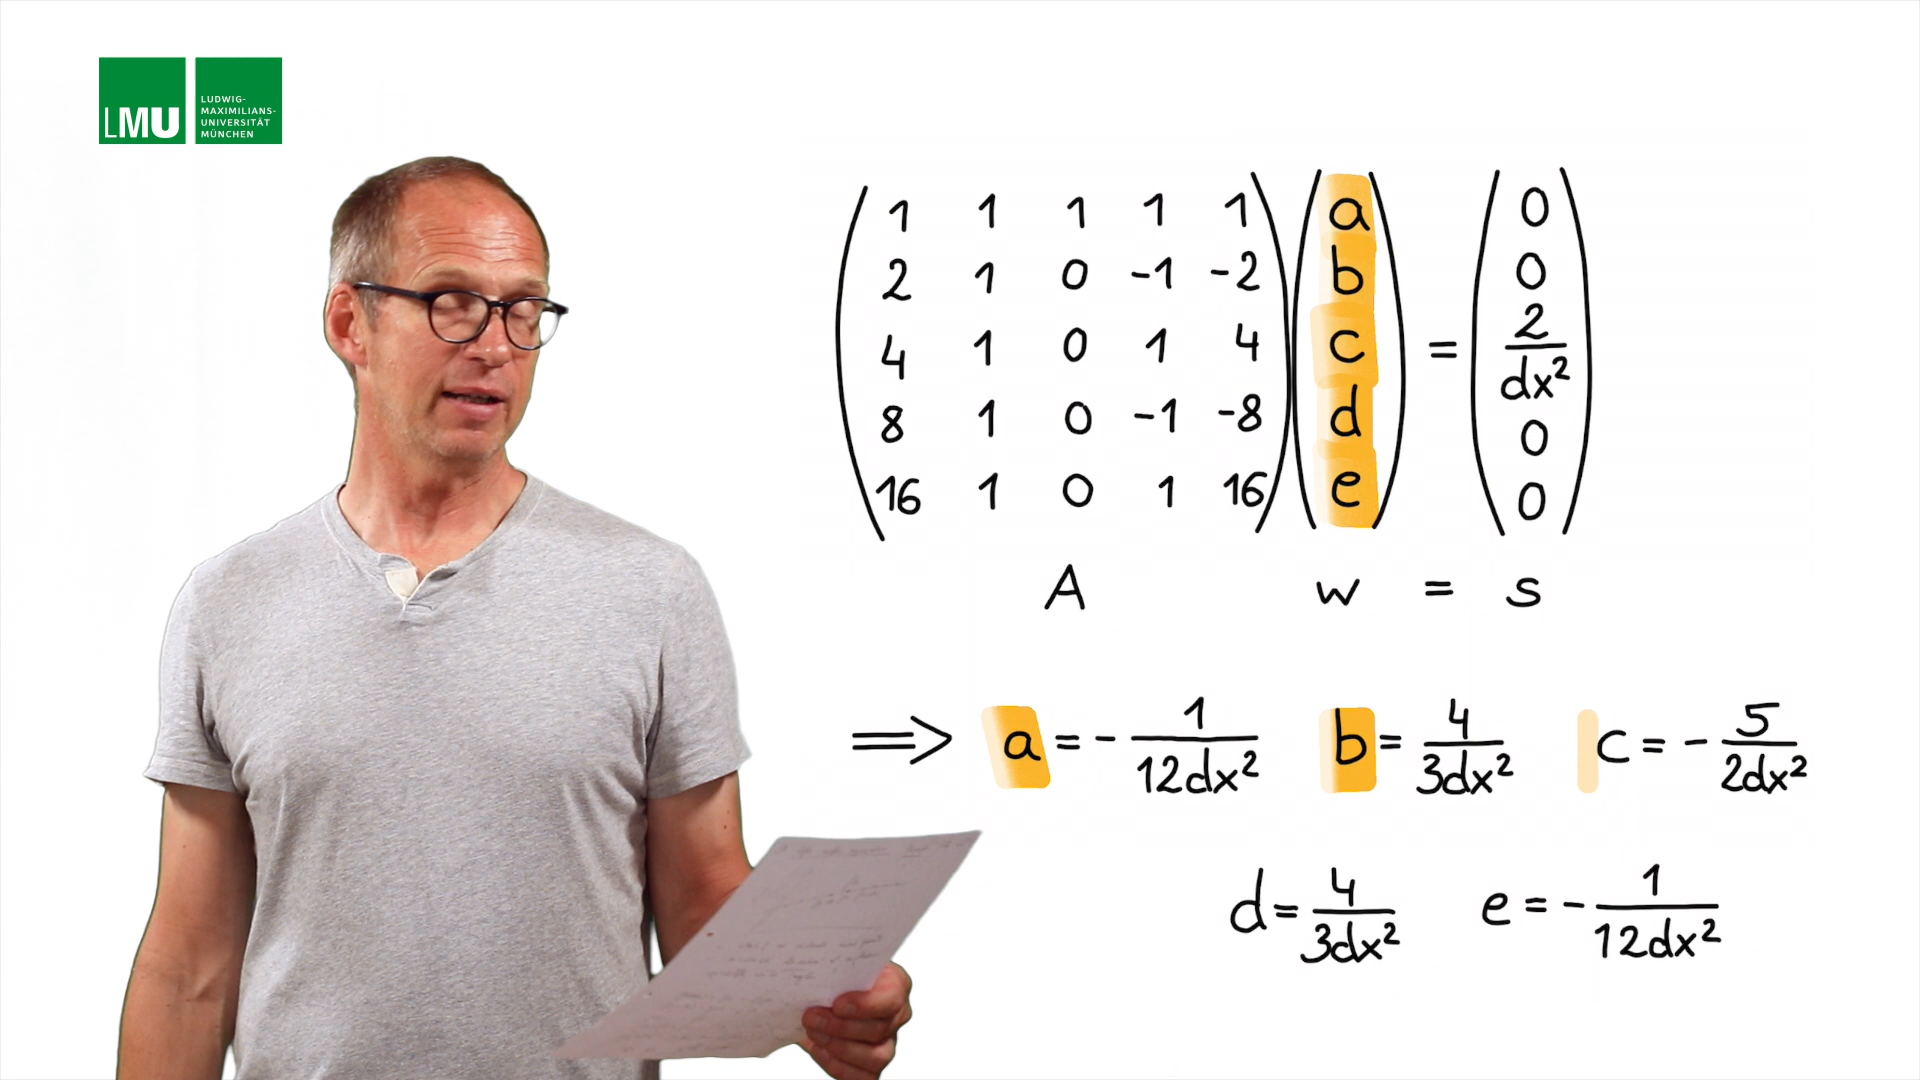 LMU
LUDWIG-
MAXIMILIANS-
UNIVERSITÄT
MÜNCHEN
1 1 1 1 1 a 0
2 1 0 -1 -2 b 0
4 1 0 1 4 c = 2/dx²
8 1 0 -1 -8 d 0
16 1 0 1 16 e 0
A w = s
⟹ a = - 1/12dx² b = 4/3dx² c = - 5/2dx²
d = 4/3dx² e = - 1/12dx²